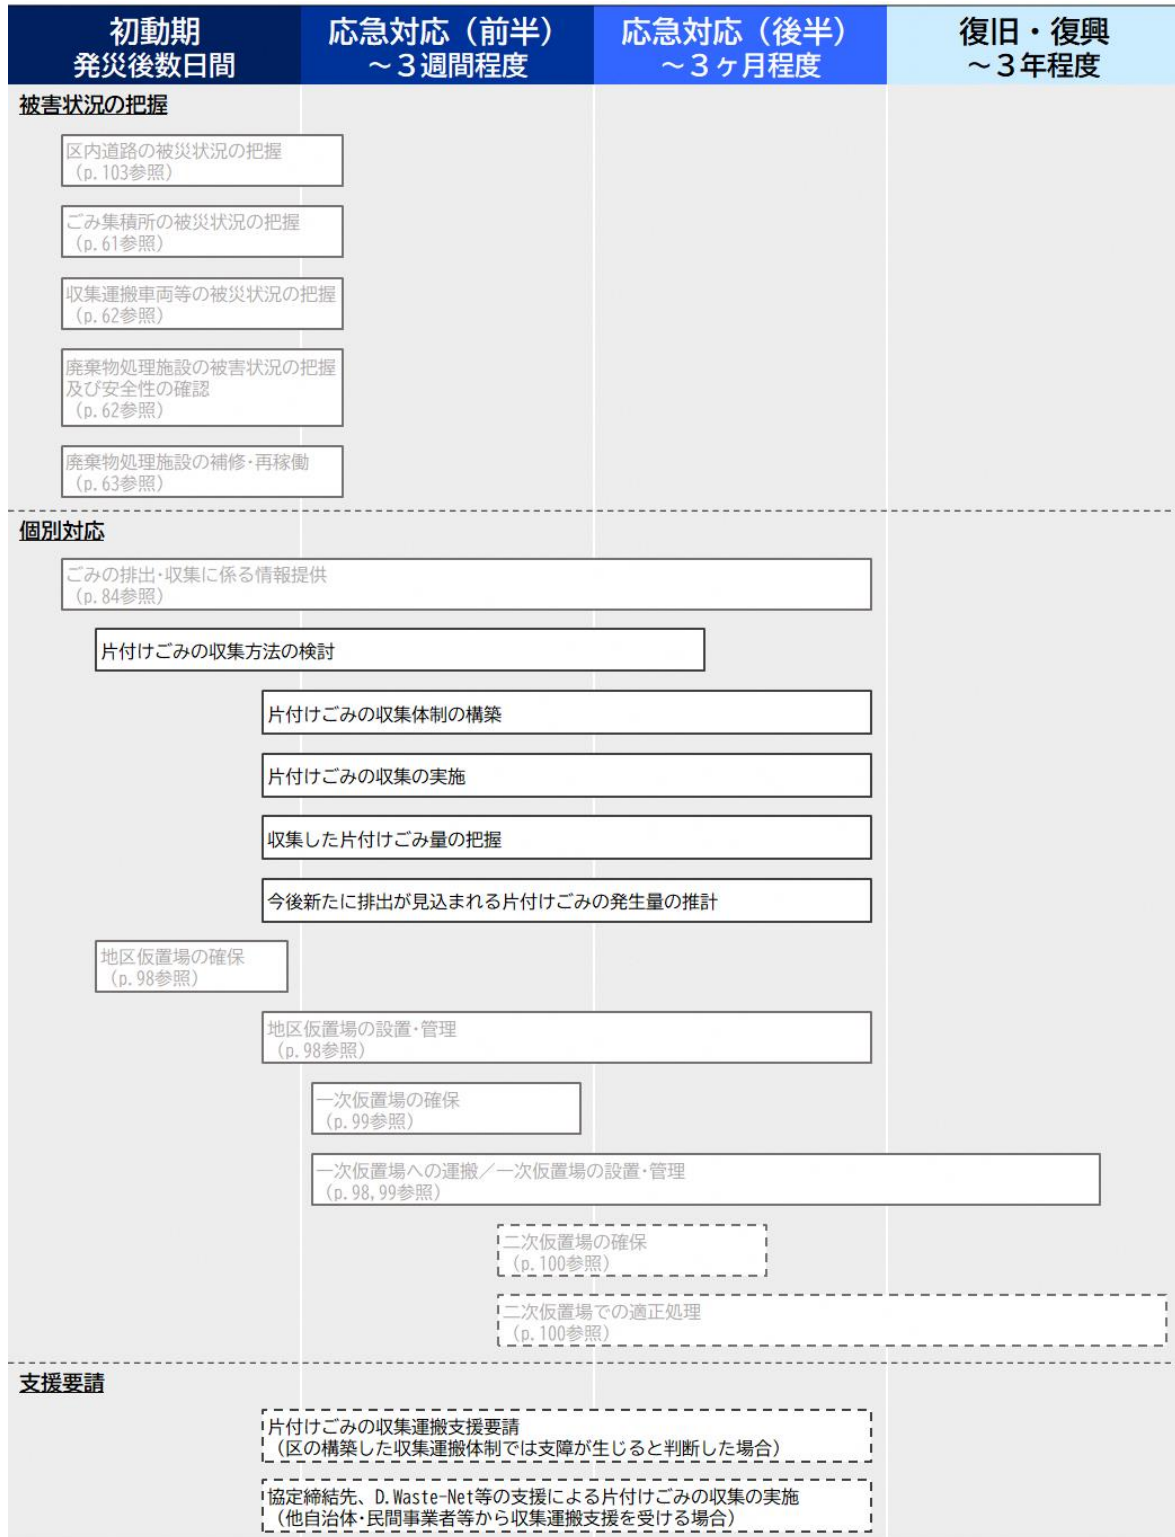 初動期
発災後数日間
応急対応（前半）
～３週間程度
応急対応（後半）
～３ヶ月程度
復旧・復興
～３年程度
被害状況の把握
区内道路の被災状況の把握
（p.103参照）
ごみ集積所の被災状況の把握
（p.61参照）
収集運搬車両等の被災状況の把握
（p.62参照）
廃棄物処理施設の被害状況の把握
及び安全性の確認
（p.62参照）
廃棄物処理施設の補修・再稼働
（p.63参照）
個別対応
ごみの排出・収集に係る情報提供
（p.84参照）
片付けごみの収集方法の検討
片付けごみの収集体制の構築
片付けごみの収集の実施
収集した片付けごみ量の把握
今後新たに排出が見込まれる片付けごみの発生量の推計
地区仮置場の確保
（p.98参照）
地区仮置場の設置・管理
（p.98参照）
一次仮置場の確保
（p.99参照）
一次仮置場への運搬／一次仮置場の設置・管理
（p.98,99参照）
二次仮置場の確保
（p.100参照）
二次仮置場での適正処理
（p.100参照）
支援要請
片付けごみの収集運搬支援要請
（区の構築した収集運搬体制では支障が生じると判断した場合）
協定締結先、D.Waste-Net等の支援による片付けごみの収集の実施
（他自治体・民間事業者等から収集運搬支援を受ける場合）